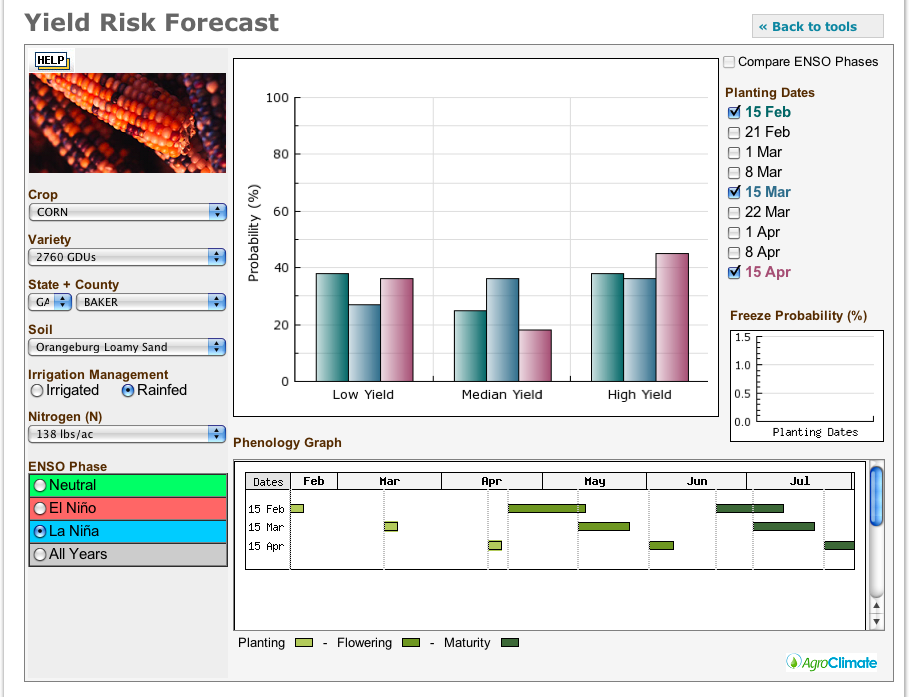 Yield Risk Forecast
« Back to tools
HELP
Crop
CORN
Variety
2760 GDUs
State + County
GA
BAKER
Soil
Orangeburg Loamy Sand
Irrigation Management
Irrigated
Rainfed
Nitrogen (N)
138 lbs/ac
ENSO Phase
Neutral
El Niño
La Niña
All Years
Probability (%)
100
80
60
40
20
0
Low Yield
Median Yield
High Yield
Compare ENSO Phases
Planting Dates
15 Feb
21 Feb
1 Mar
8 Mar
15 Mar
22 Mar
1 Apr
8 Apr
15 Apr
Freeze Probability (%)
1.5
1.0
0.5
0.0
Planting Dates
Phenology Graph
Dates Feb Mar Apr May Jun Jul
15 Feb
15 Mar
15 Apr
Planting - Flowering - Maturity
AgroClimate